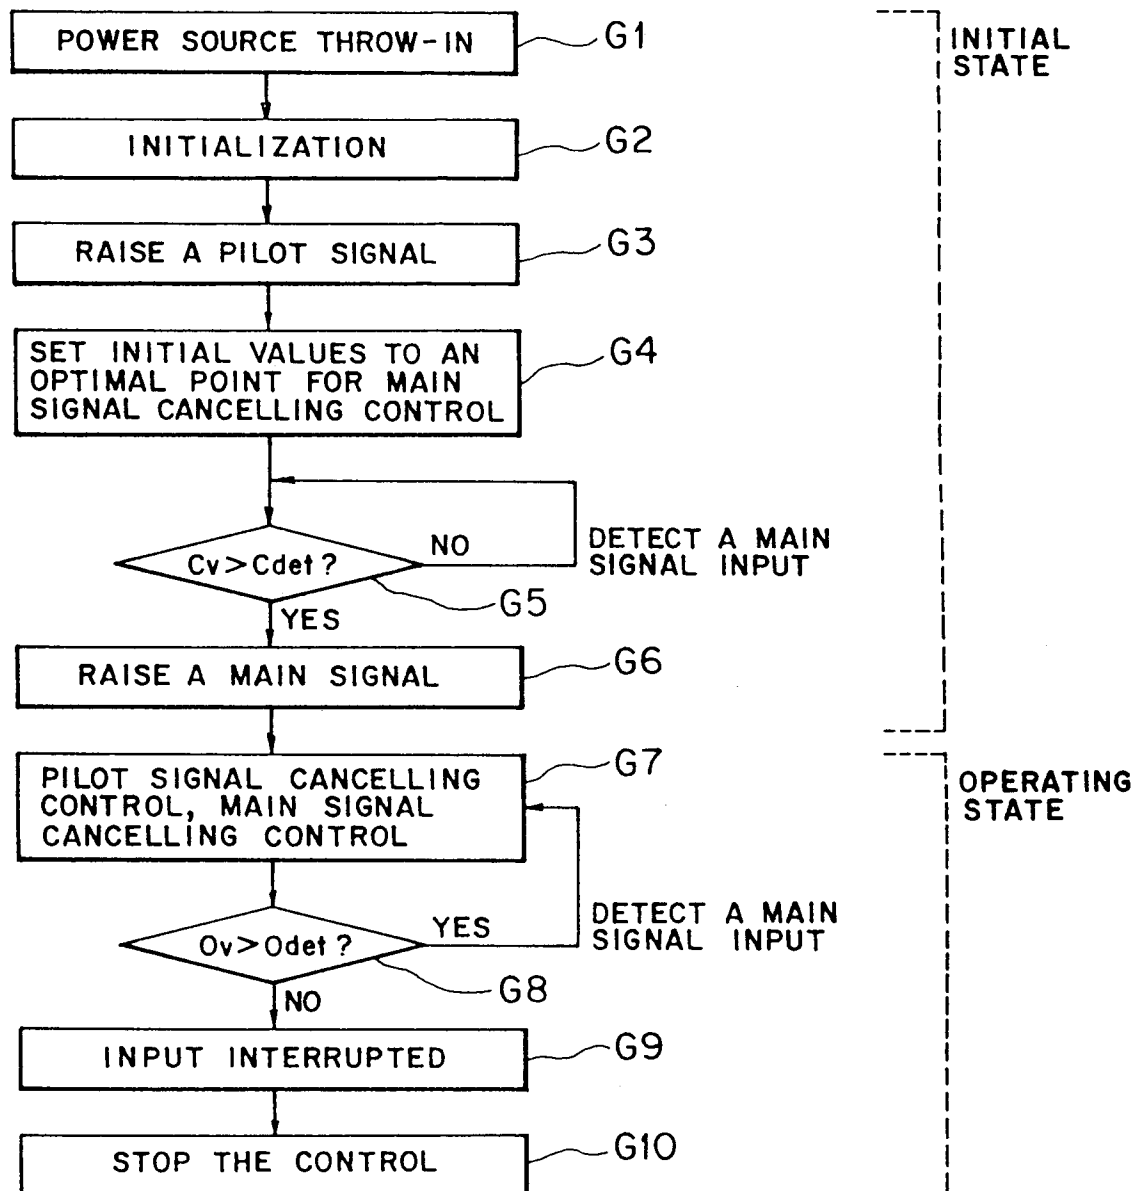 POWER SOURCE THROW-IN
G1
INITIAL
STATE
INITIALIZATION
G2
RAISE A PILOT SIGNAL
G3
SET INITIAL VALUES TO AN
OPTIMAL POINT FOR MAIN
SIGNAL CANCELLING CONTROL
G4
Cv>Cdet?
NO
DETECT A MAIN
SIGNAL INPUT
G5
YES
RAISE A MAIN SIGNAL
G6
PILOT SIGNAL CANCELLING
CONTROL, MAIN SIGNAL
CANCELLING CONTROL
G7
OPERATING
STATE
Ov>Odet?
YES
DETECT A MAIN
SIGNAL INPUT
G8
NO
INPUT INTERRUPTED
G9
STOP THE CONTROL
G10